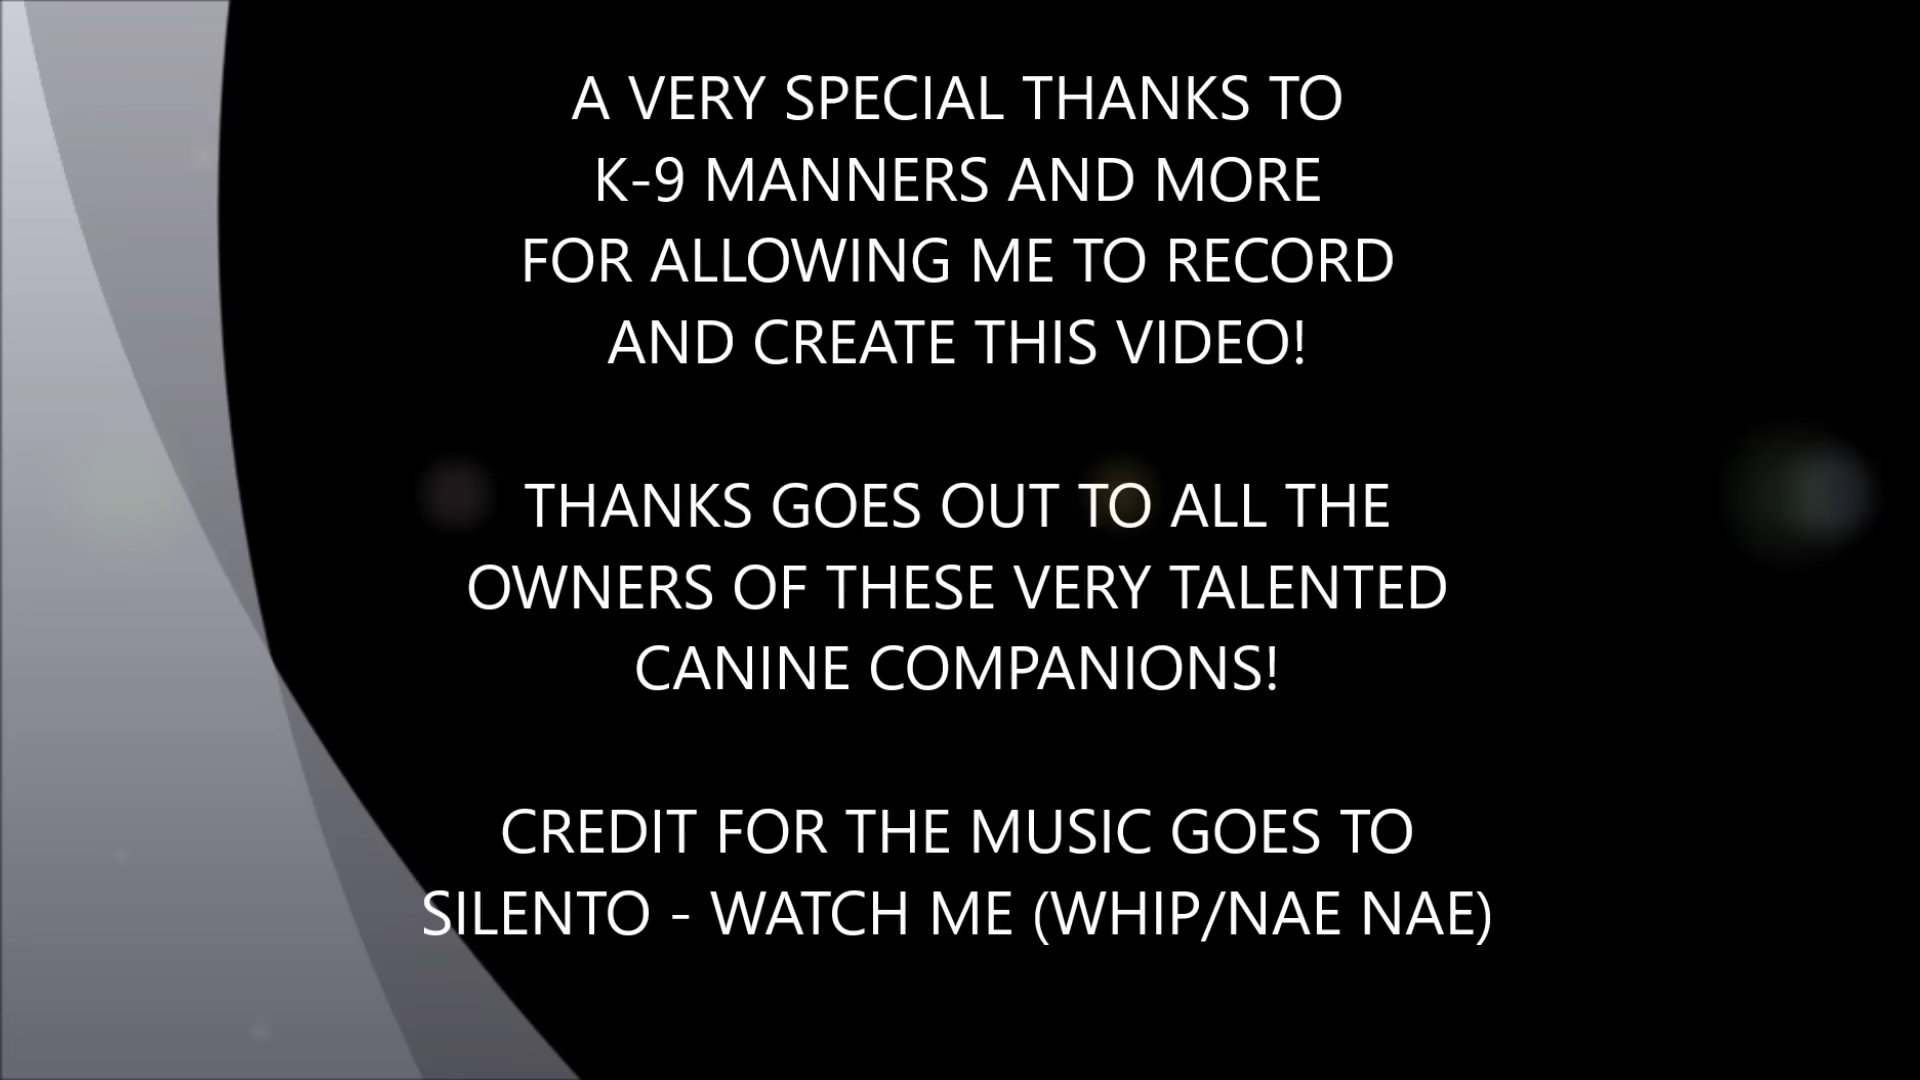 A VERY SPECIAL THANKS TO
K-9 MANNERS AND MORE
FOR ALLOWING ME TO RECORD
AND CREATE THIS VIDEO!
THANKS GOES OUT TO ALL THE
OWNERS OF THESE VERY TALENTED
CANINE COMPANIONS!
CREDIT FOR THE MUSIC GOES TO
SILENTO - WATCH ME (WHIP/NAE NAE)